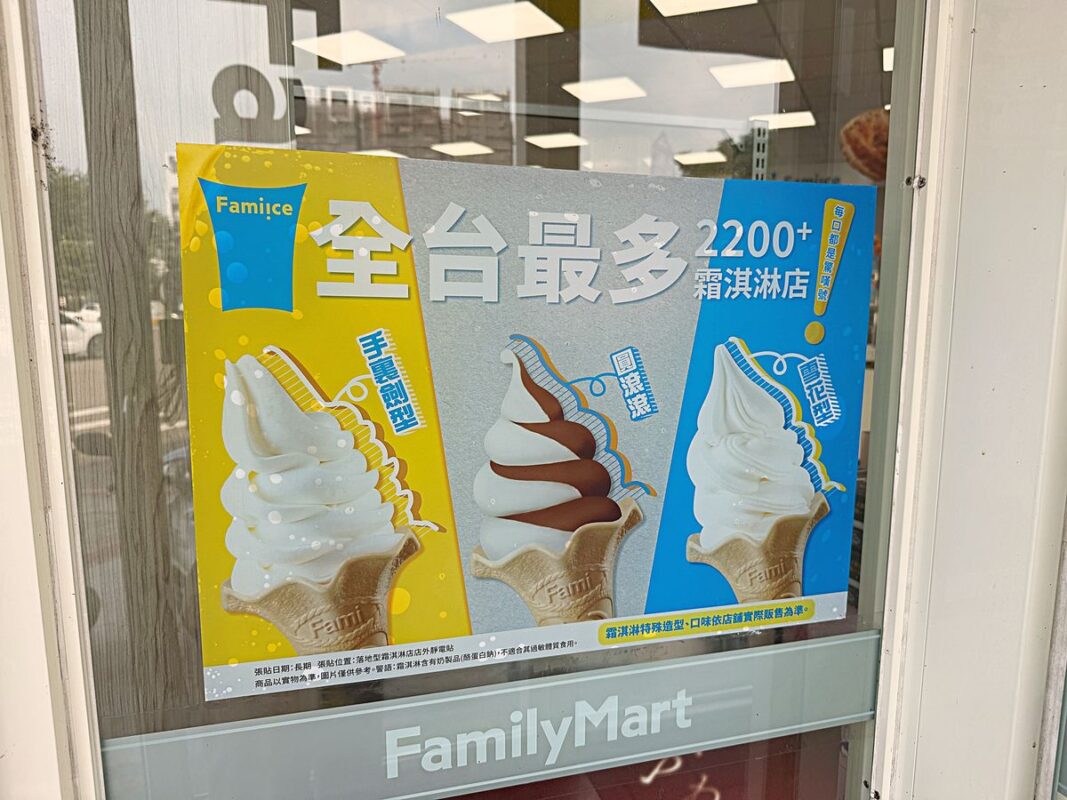 a
Fami!ce
全台最多
2200+
霜淇淋店
每口都是驚嘆號
手裏劍型
圓滾滾
雪花型
Fami
Fami
Fami
霜淇淋特殊造型、口味依店鋪實際販售為準。
張貼日期:長期 張貼位置:落地型霜淇淋店店外靜電貼
商品以實物為準,圖片僅供參考。警語:霜淇淋含有奶製品(酪蛋白鈉),不適合其過敏體質食用。
FamilyMart